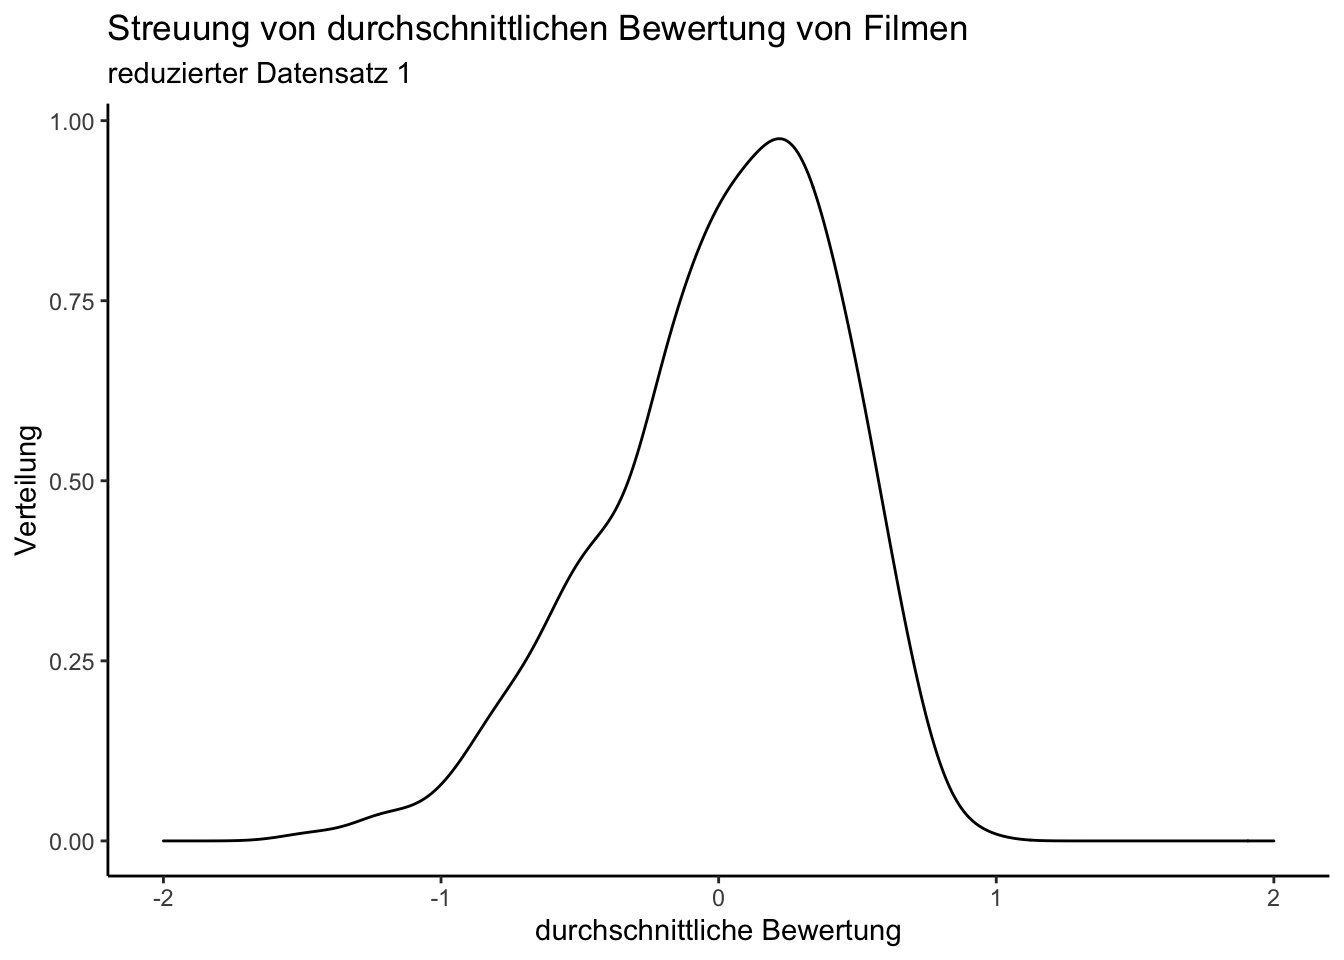 Streuung von durchschnittlichen Bewertung von Filmen
reduzierter Datensatz 1
1.00
0.75
0.50
0.25
0.00
Verteilung
-2
-1
0
1
2
durchschnittliche Bewertung